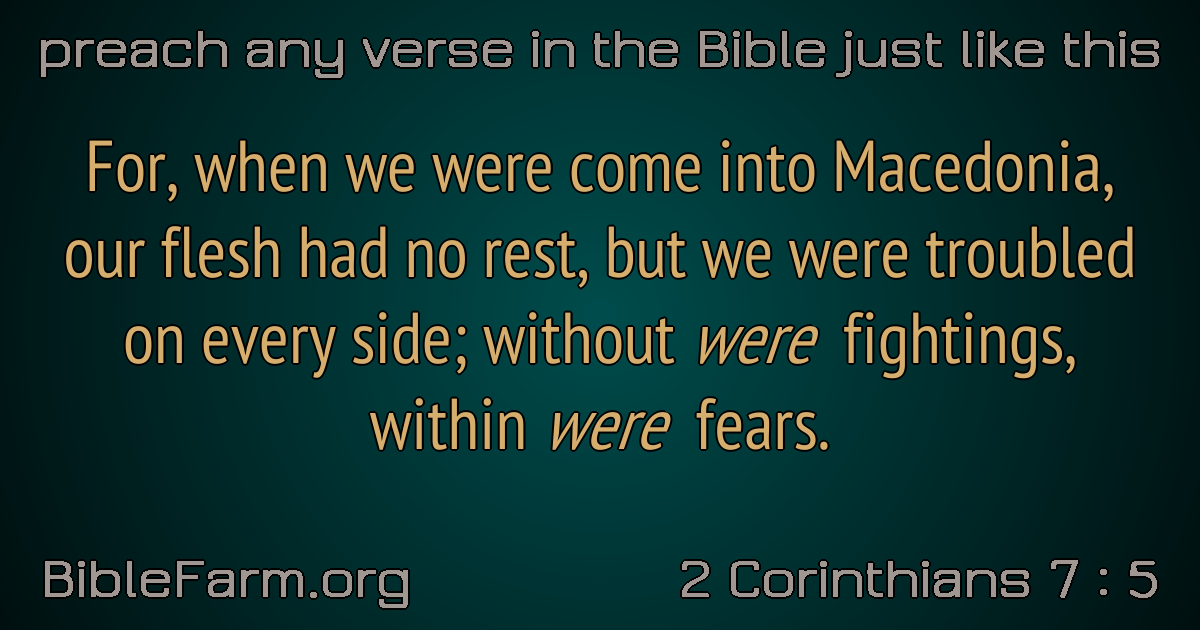 preach any verse in the Bible just like this
For, when we were come into Macedonia,
our flesh had no rest, but we were troubled
on every side; without were fightings,
within were fears.
BibleFarm.org
2 Corinthians 7 : 5